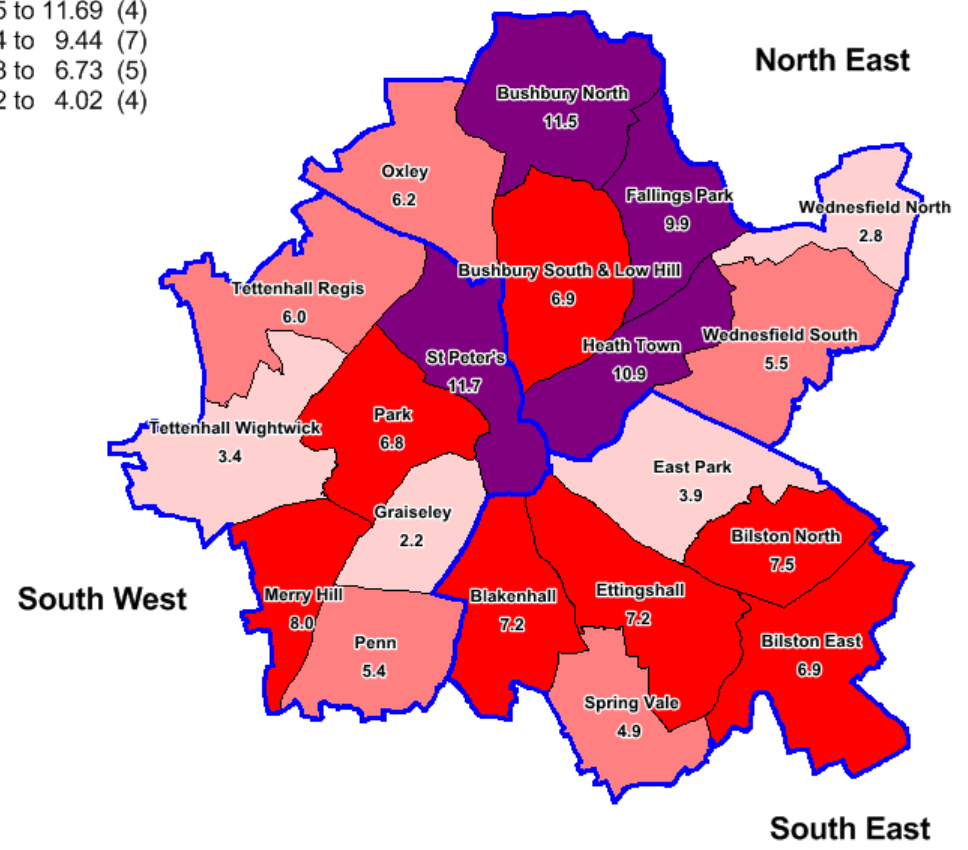 5 to 11.69 (4)
4 to 9.44 (7)
3 to 6.73 (5)
2 to 4.02 (4)
North East
Bushbury North
11.5
Oxley
6.2
Fallings Park
9.9
Wednesfield North
2.8
Bushbury South & Low Hill
6.9
Tettenhall Regis
6.0
Heath Town
10.9
Wednesfield South
5.5
St Peter's
11.7
Park
6.8
Tettenhall Wightwick
3.4
East Park
3.9
Graiseley
2.2
Bilston North
7.5
South West
Merry Hill
8.0
Blakenhall
7.2
Ettingshall
7.2
Penn
5.4
Bilston East
6.9
Spring Vale
4.9
South East